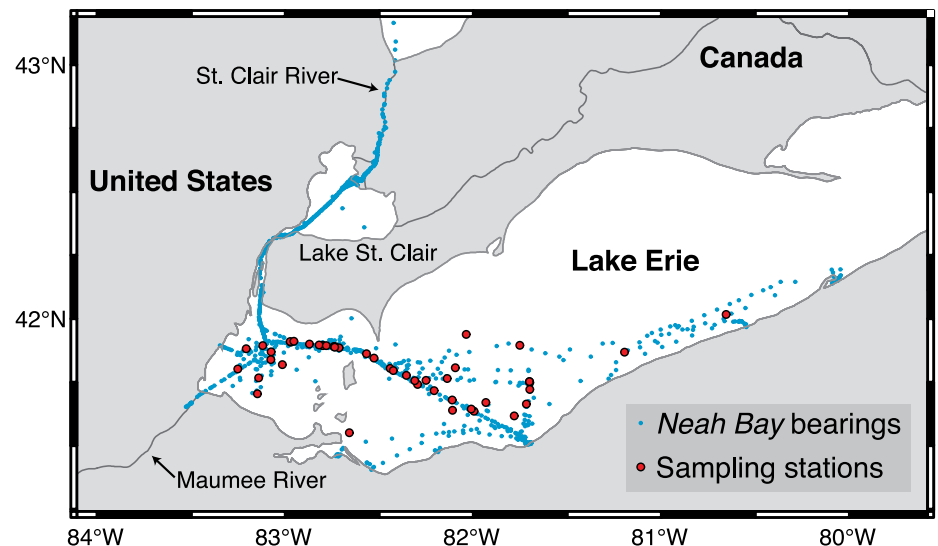 43°N
St. Clair River
Canada
United States
Lake St. Clair
Lake Erie
42°N
Neah Bay bearings
Sampling stations
Maumee River
84°W
83°W
82°W
81°W
80°W